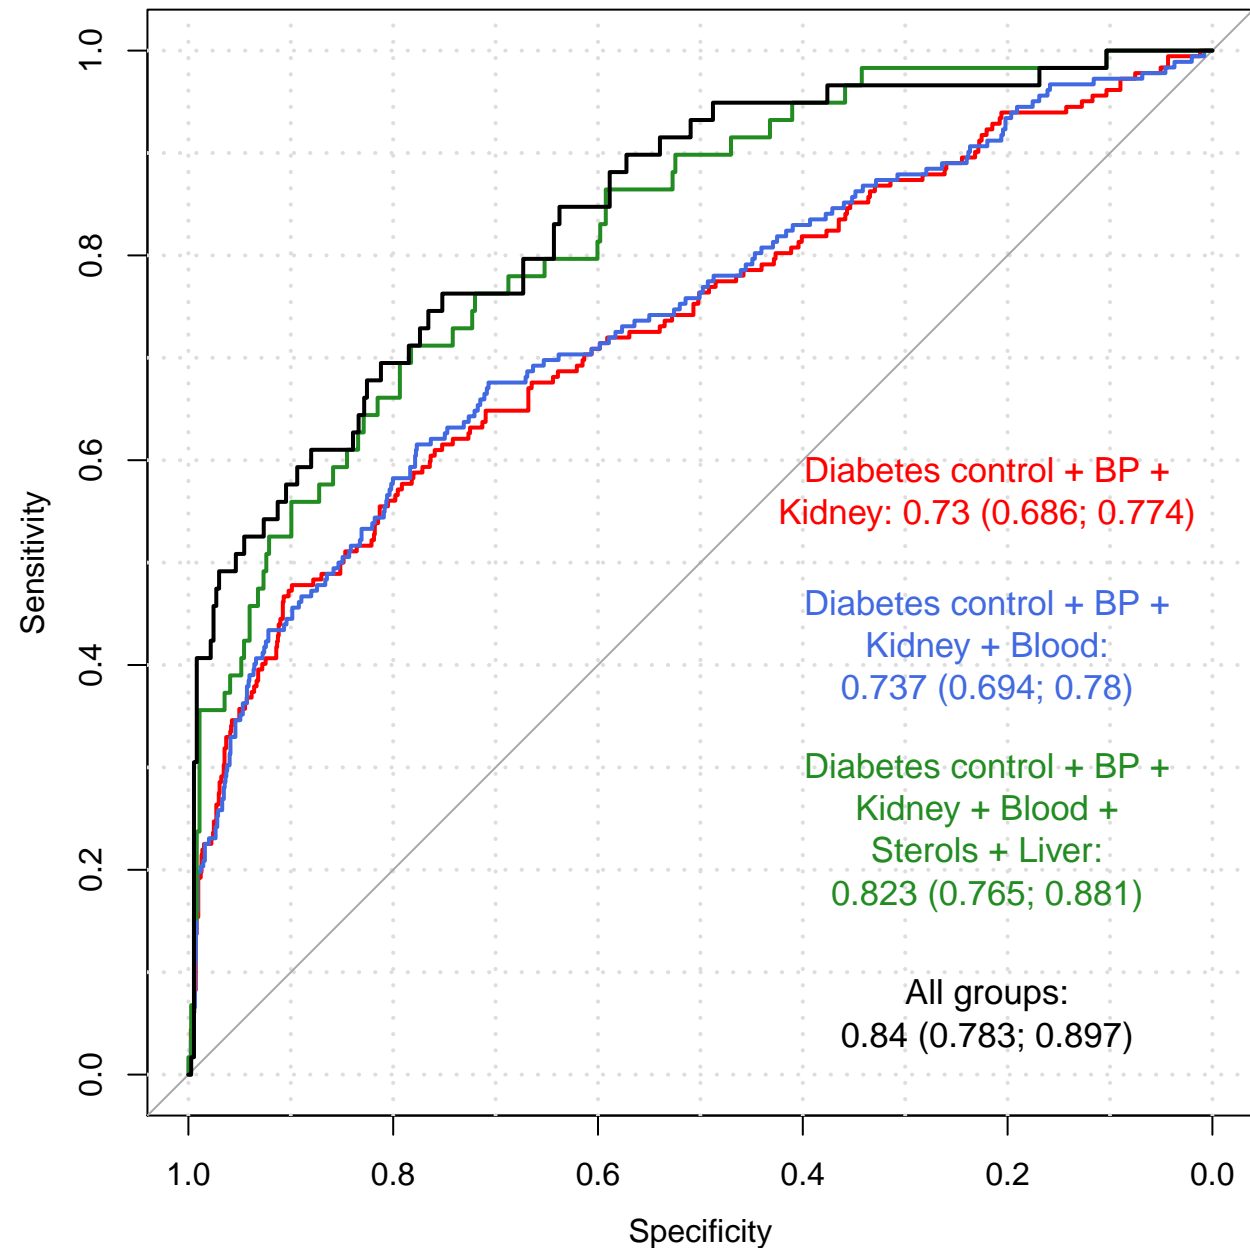 1.0
0.8
0.6
0.4
0.2
0.0
Sensitivity
Diabetes control + BP +
Kidney: 0.73 (0.686; 0.774)
Diabetes control + BP +
Kidney + Blood:
0.737 (0.694; 0.78)
Diabetes control + BP +
Kidney + Blood +
Sterols + Liver:
0.823 (0.765; 0.881)
All groups:
0.84 (0.783; 0.897)
1.0 0.8 0.6 0.4 0.2 0.0
Specificity